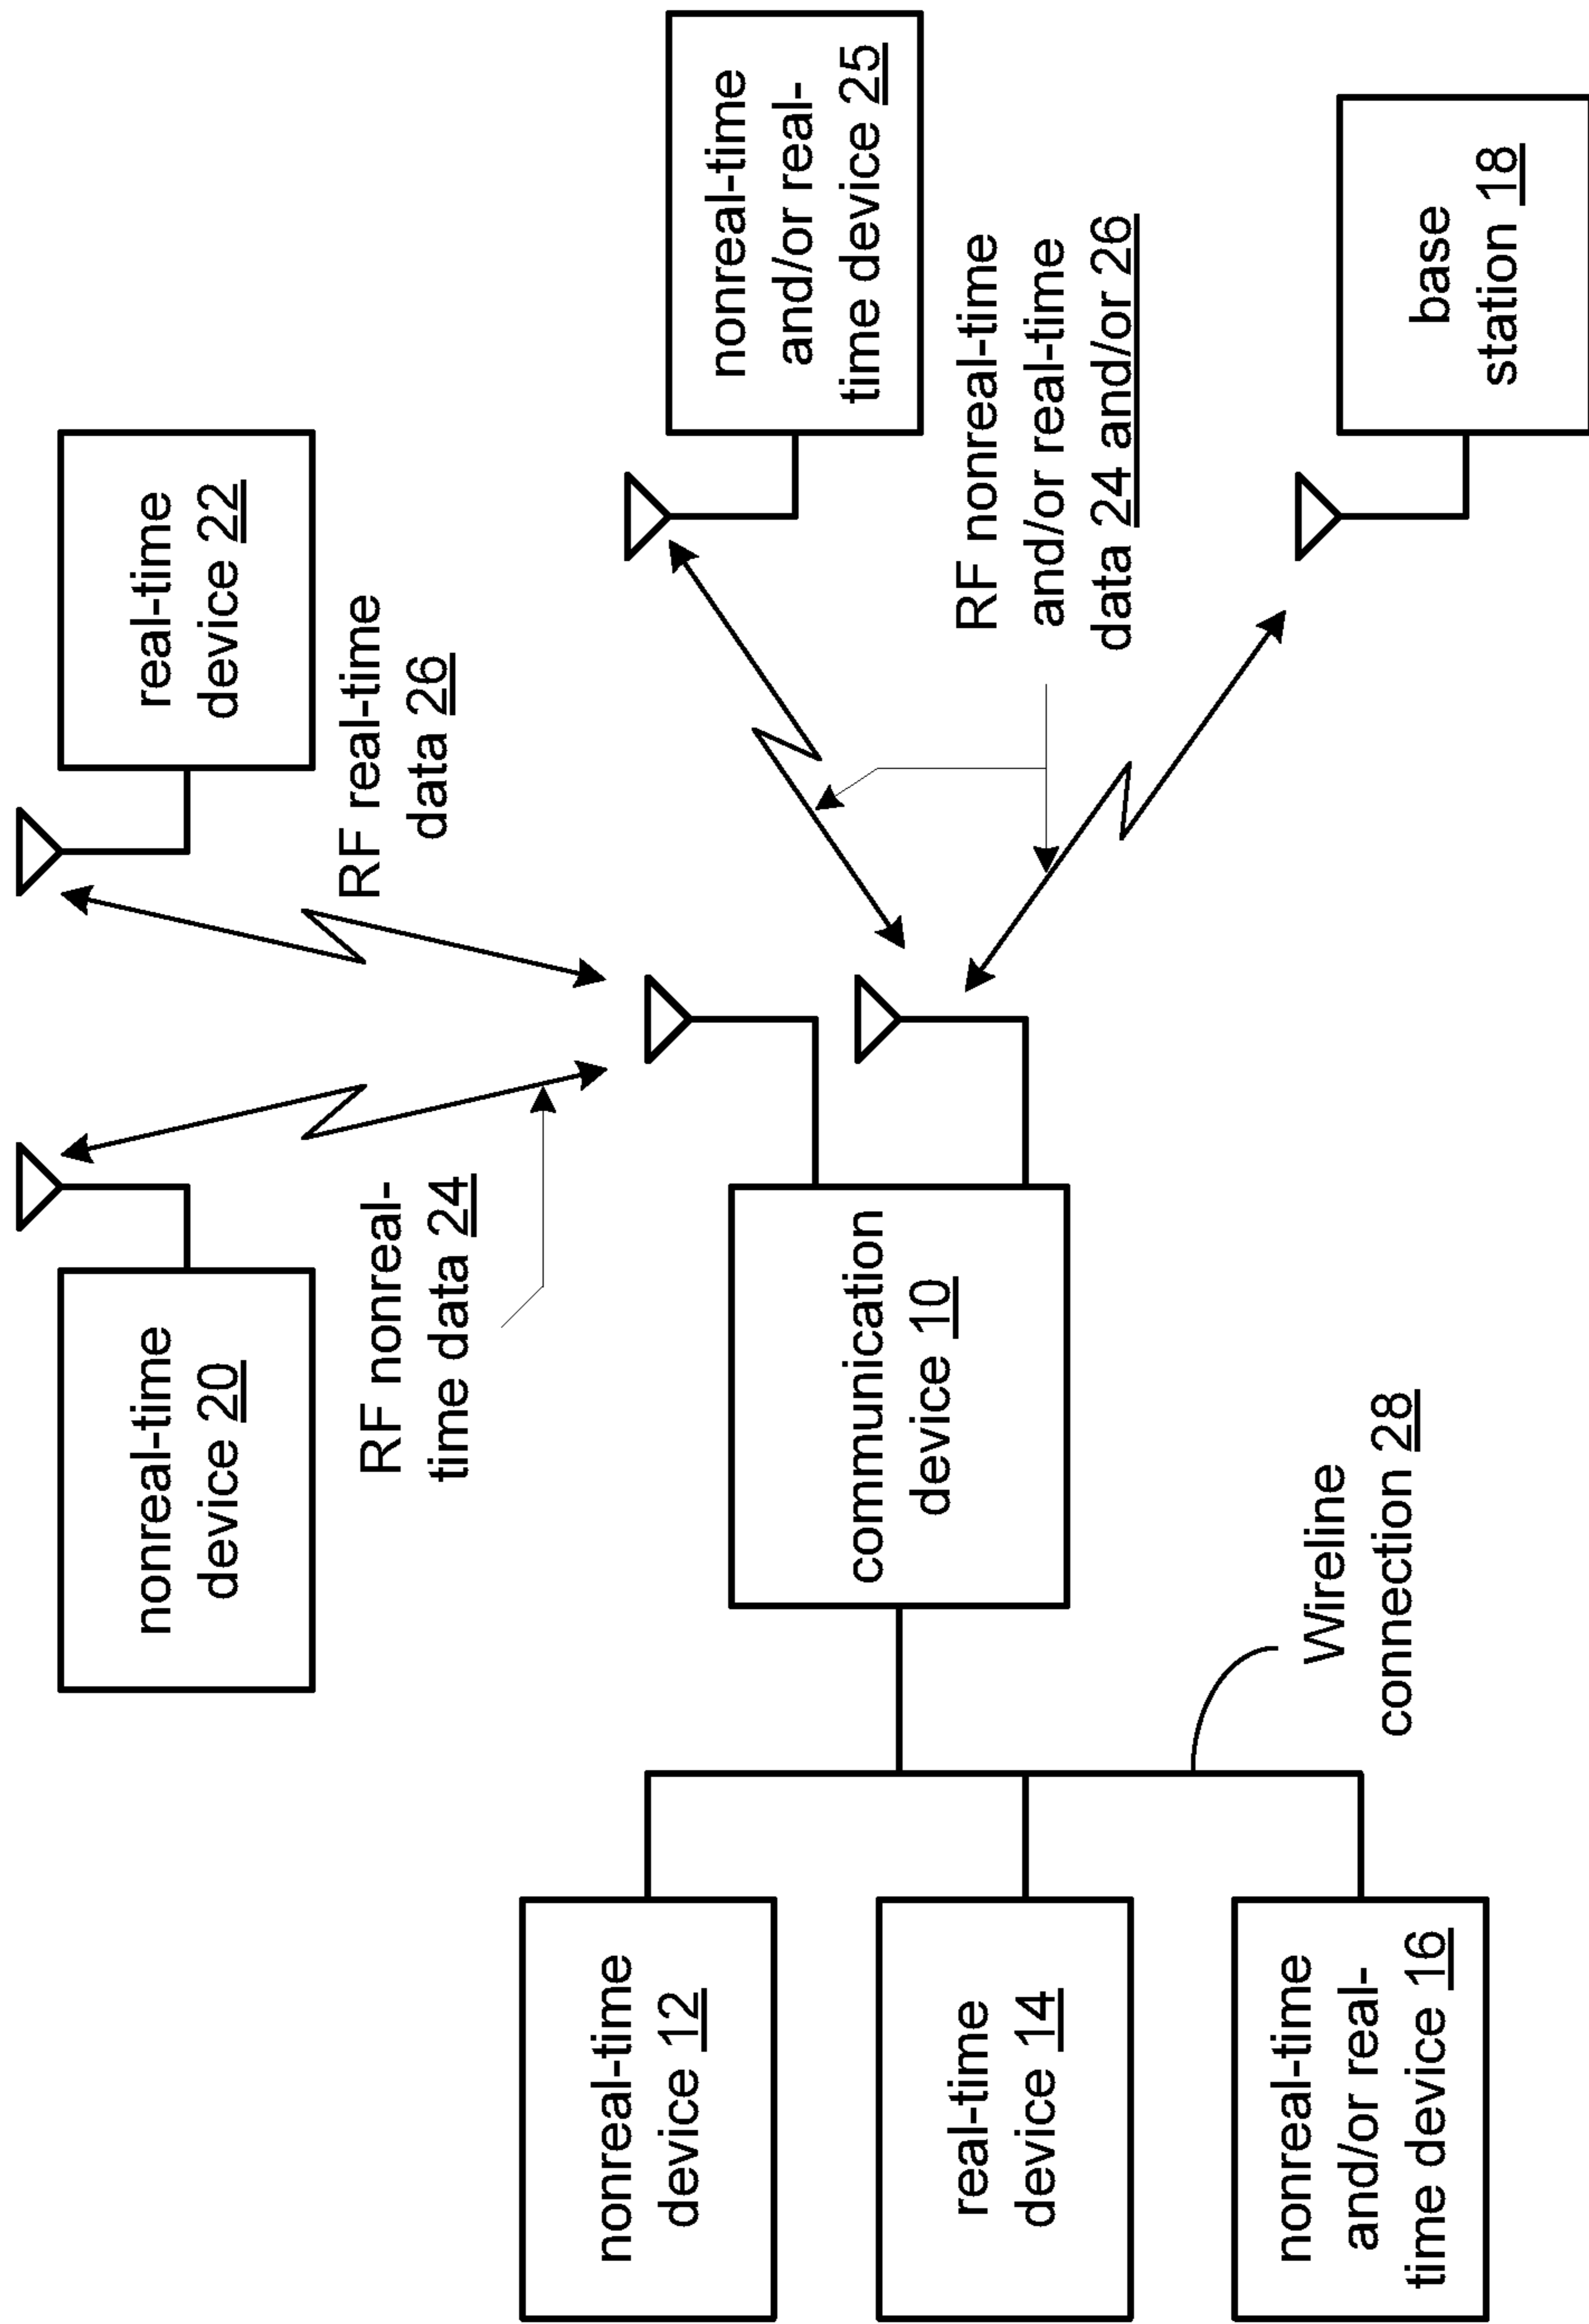 nonreal-time
device 20
real-time
device 22
RF nonreal-
time data 24
RF real-time
data 26
nonreal-time
device 12
real-time
device 14
nonreal-time
and/or real-
time device 16
communication
device 10
Wireline
connection 28
nonreal-time
and/or real-
time device 25
RF nonreal-time
and/or real-time
data 24 and/or 26
base
station 18